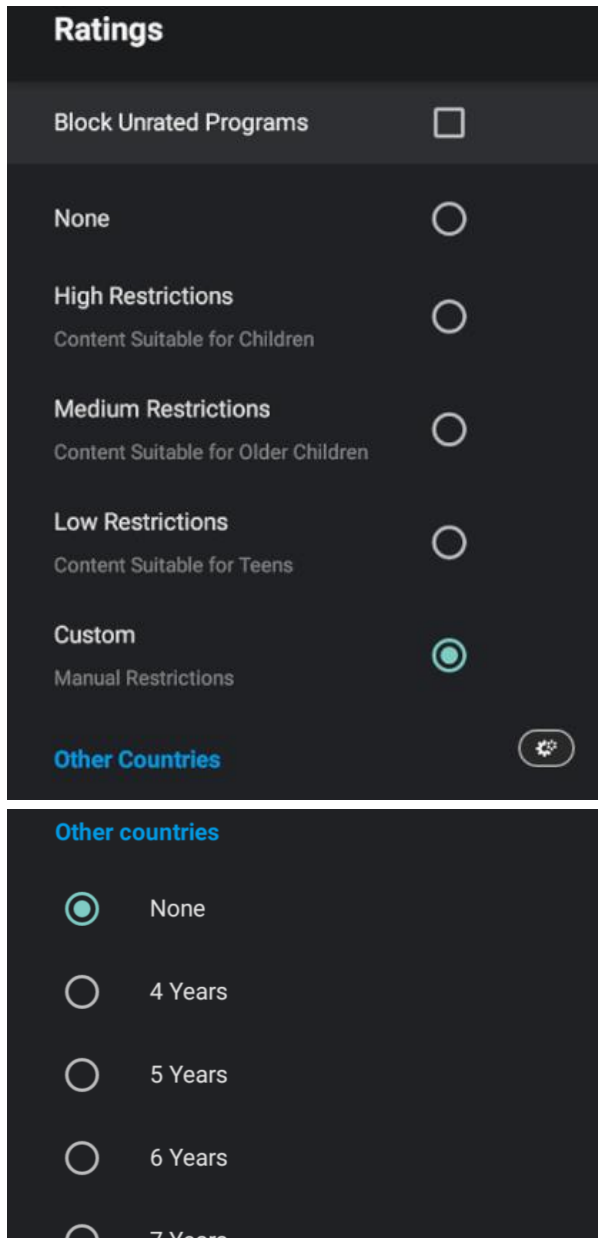 Ratings
Block Unrated Programs
None
High Restrictions
Content Suitable for Children
Medium Restrictions
Content Suitable for Older Children
Low Restrictions
Content Suitable for Teens
Custom
Manual Restrictions
Other Countries
Other countries
None
4 Years
5 Years
6 Years
7 Years